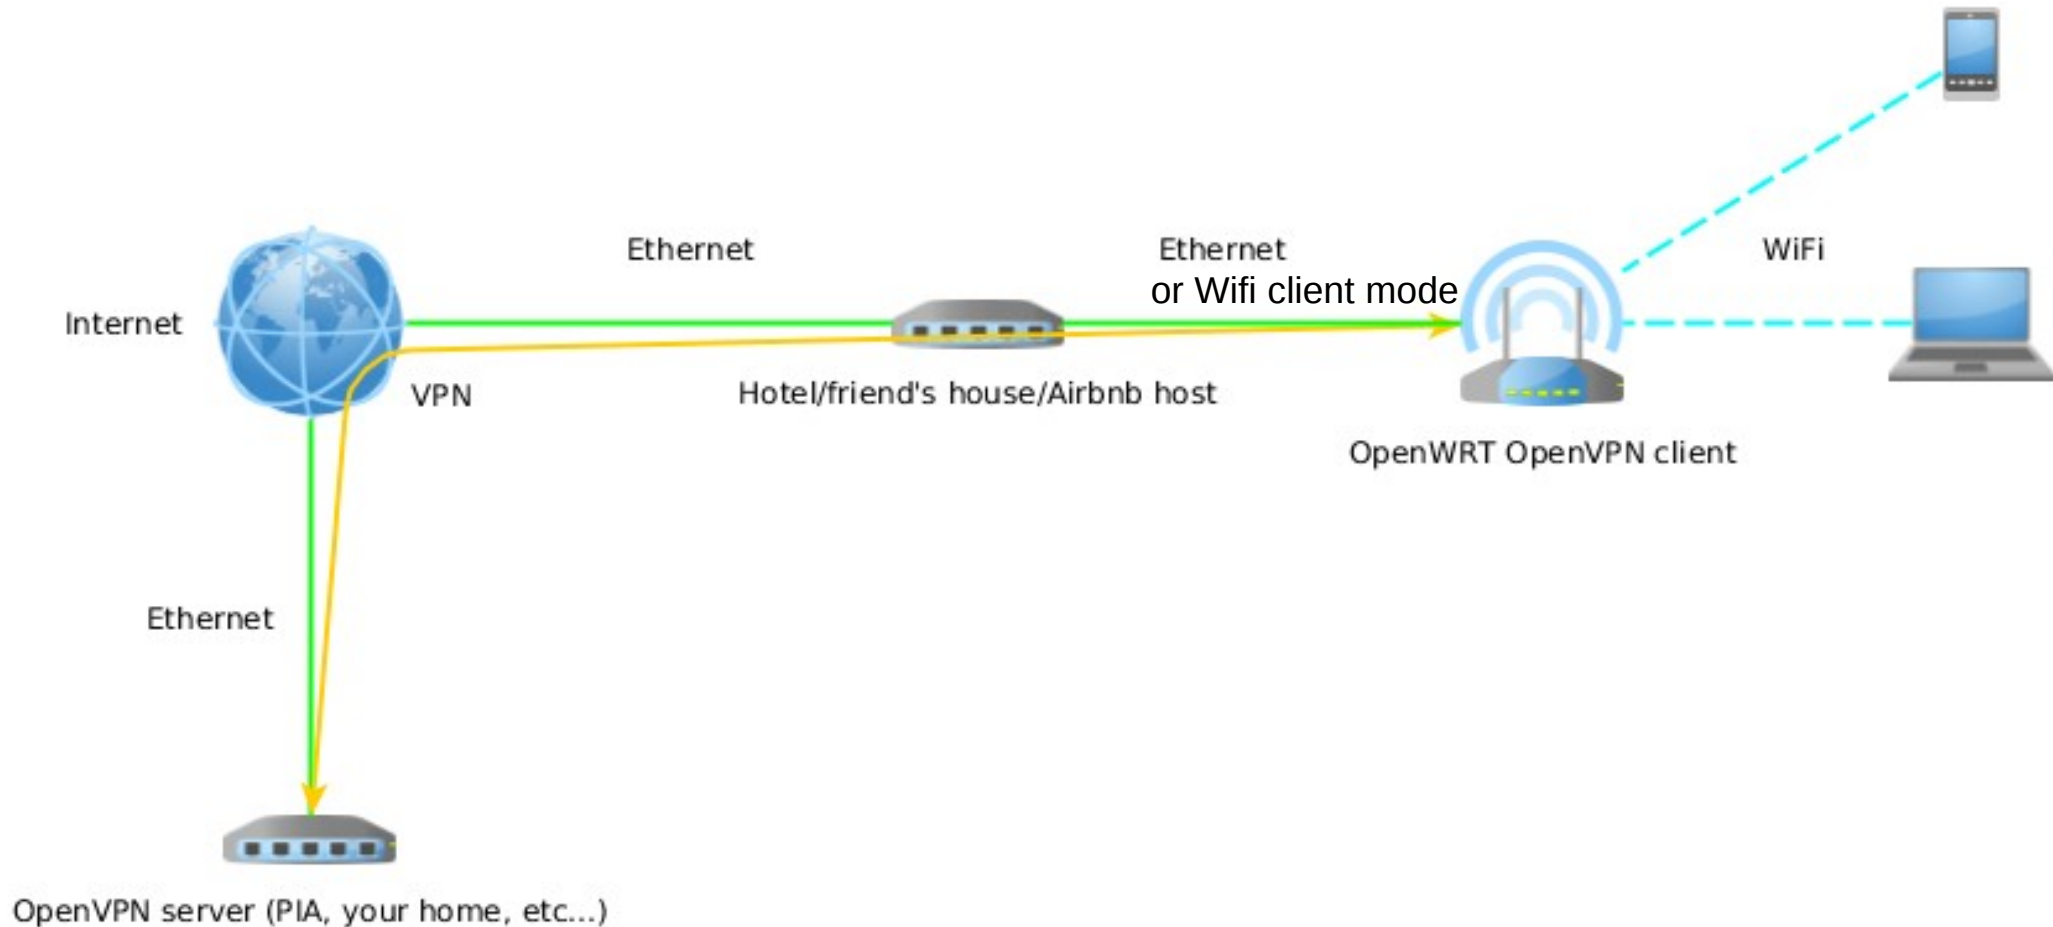 Ethernet
Ethernet
WiFi
or Wifi client mode
Internet
VPN
Hotel/friend's house/Airbnb host
OpenWRT OpenVPN client
Ethernet
OpenVPN server (PIA, your home, etc...)